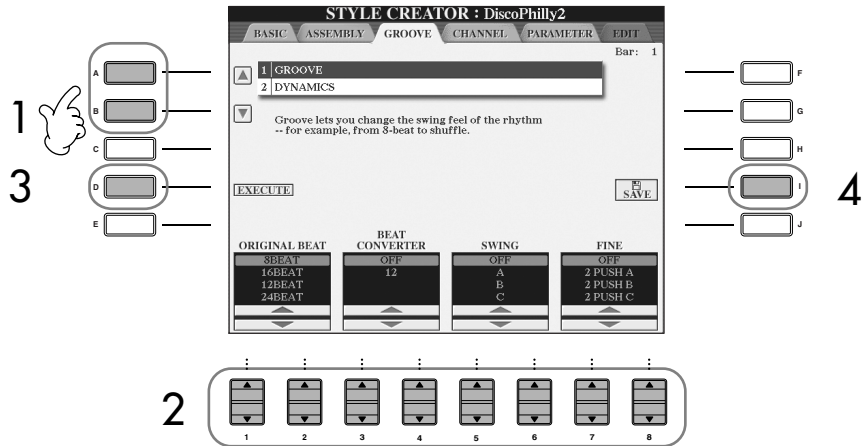 STYLE CREATOR : DiscoPhilly2
BASIC ASSEMBLY GROOVE CHANNEL PARAMETER EDIT
Bar: 1
1 GROOVE
2 DYNAMICS
Groove lets you change the swing feel of the rhythm
-- for example, from 8-beat to shuffle.
EXECUTE
SAVE
ORIGINAL BEAT
8BEAT
16BEAT
12BEAT
24BEAT
BEAT
CONVERTER
OFF
12
SWING
OFF
A
B
C
FINE
OFF
2 PUSH A
2 PUSH B
2 PUSH C
A
B
C
D
E
F
G
H
I
J
1
3
4
2
1 2 3 4 5 6 7 8